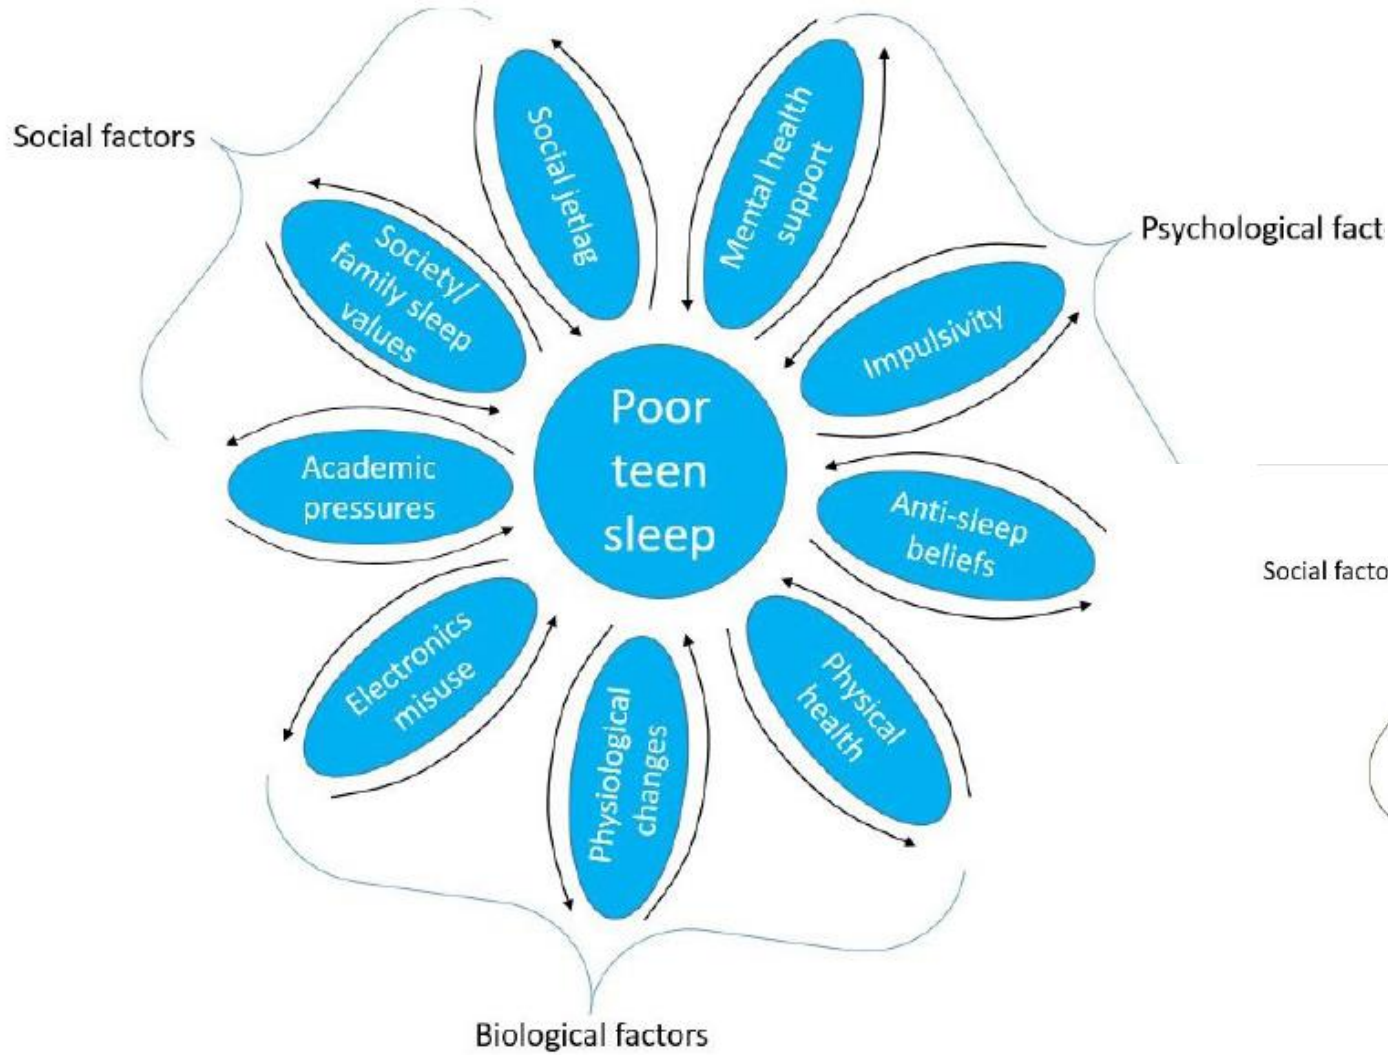 Social factors
Social jetlag
Mental health
support
Society/
family sleep
values
Psychological fact
Impulsivity
Poor
teen
sleep
Academic
pressures
Anti-sleep
beliefs
Social facto
Electronics
misuse
Physiological
changes
Physical
health
Biological factors